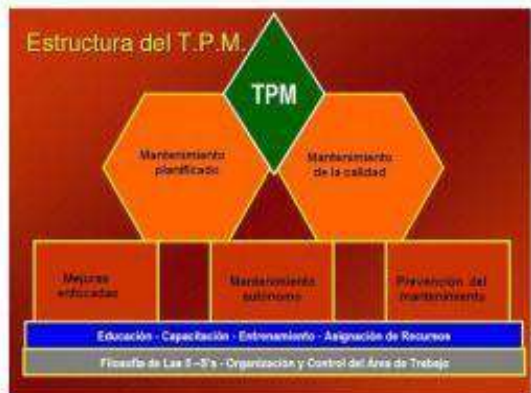 Estructura del T.P.M.
TPM
Mantenimiento
planificado
Mantenimiento
de la calidad
Mejoras
enfocadas
Mantenimiento
autónomo
Prevención del
mantenimiento
Educación - Capacitación - Entrenamiento - Asignación de Recursos
Filosofía de Las 5 -S's - Organización y Control del Área de Trabajo